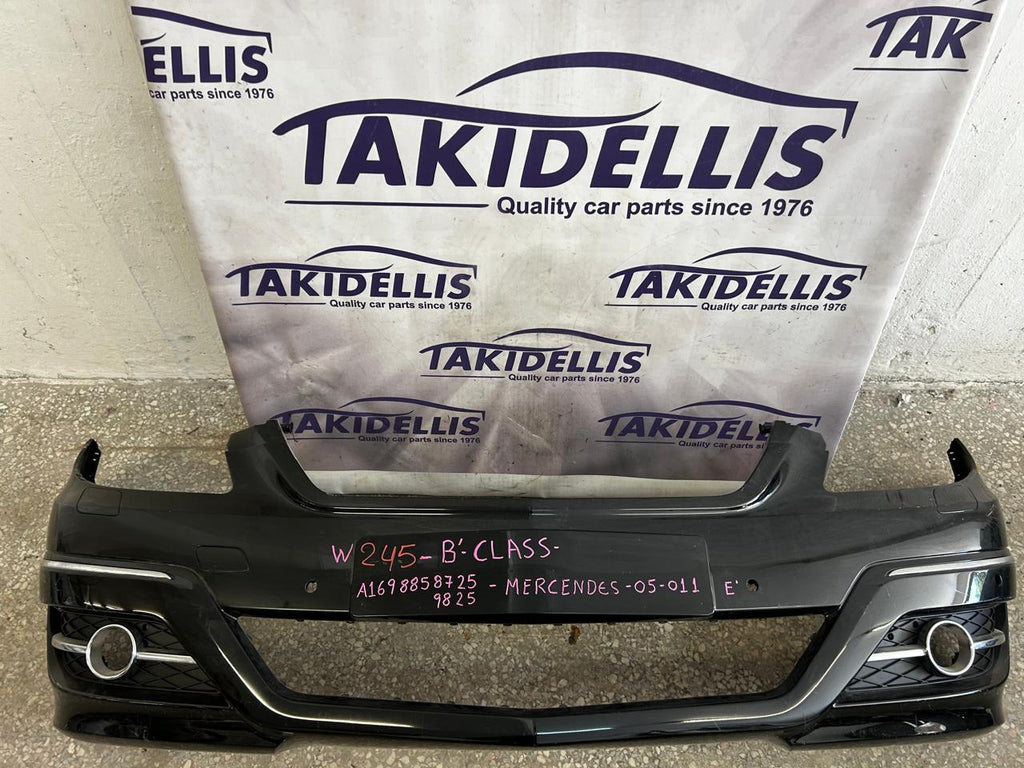 ELLIS
car parts since 1976
TAK
TAKIDELLIS
Quality car parts since 1976
TAKIDELLIS
Quality car parts since 1976
TAKIDELLIS
Quality car parts since 1976
TAKIDELLIS
Quality car parts since 1976
TAKIDELLIS
Quality car parts since 1976
TAKIDELLIS
Quality car parts si
W245-B'-CLASS-
A1698858725 - MERCENDES-05-011 E'
9825